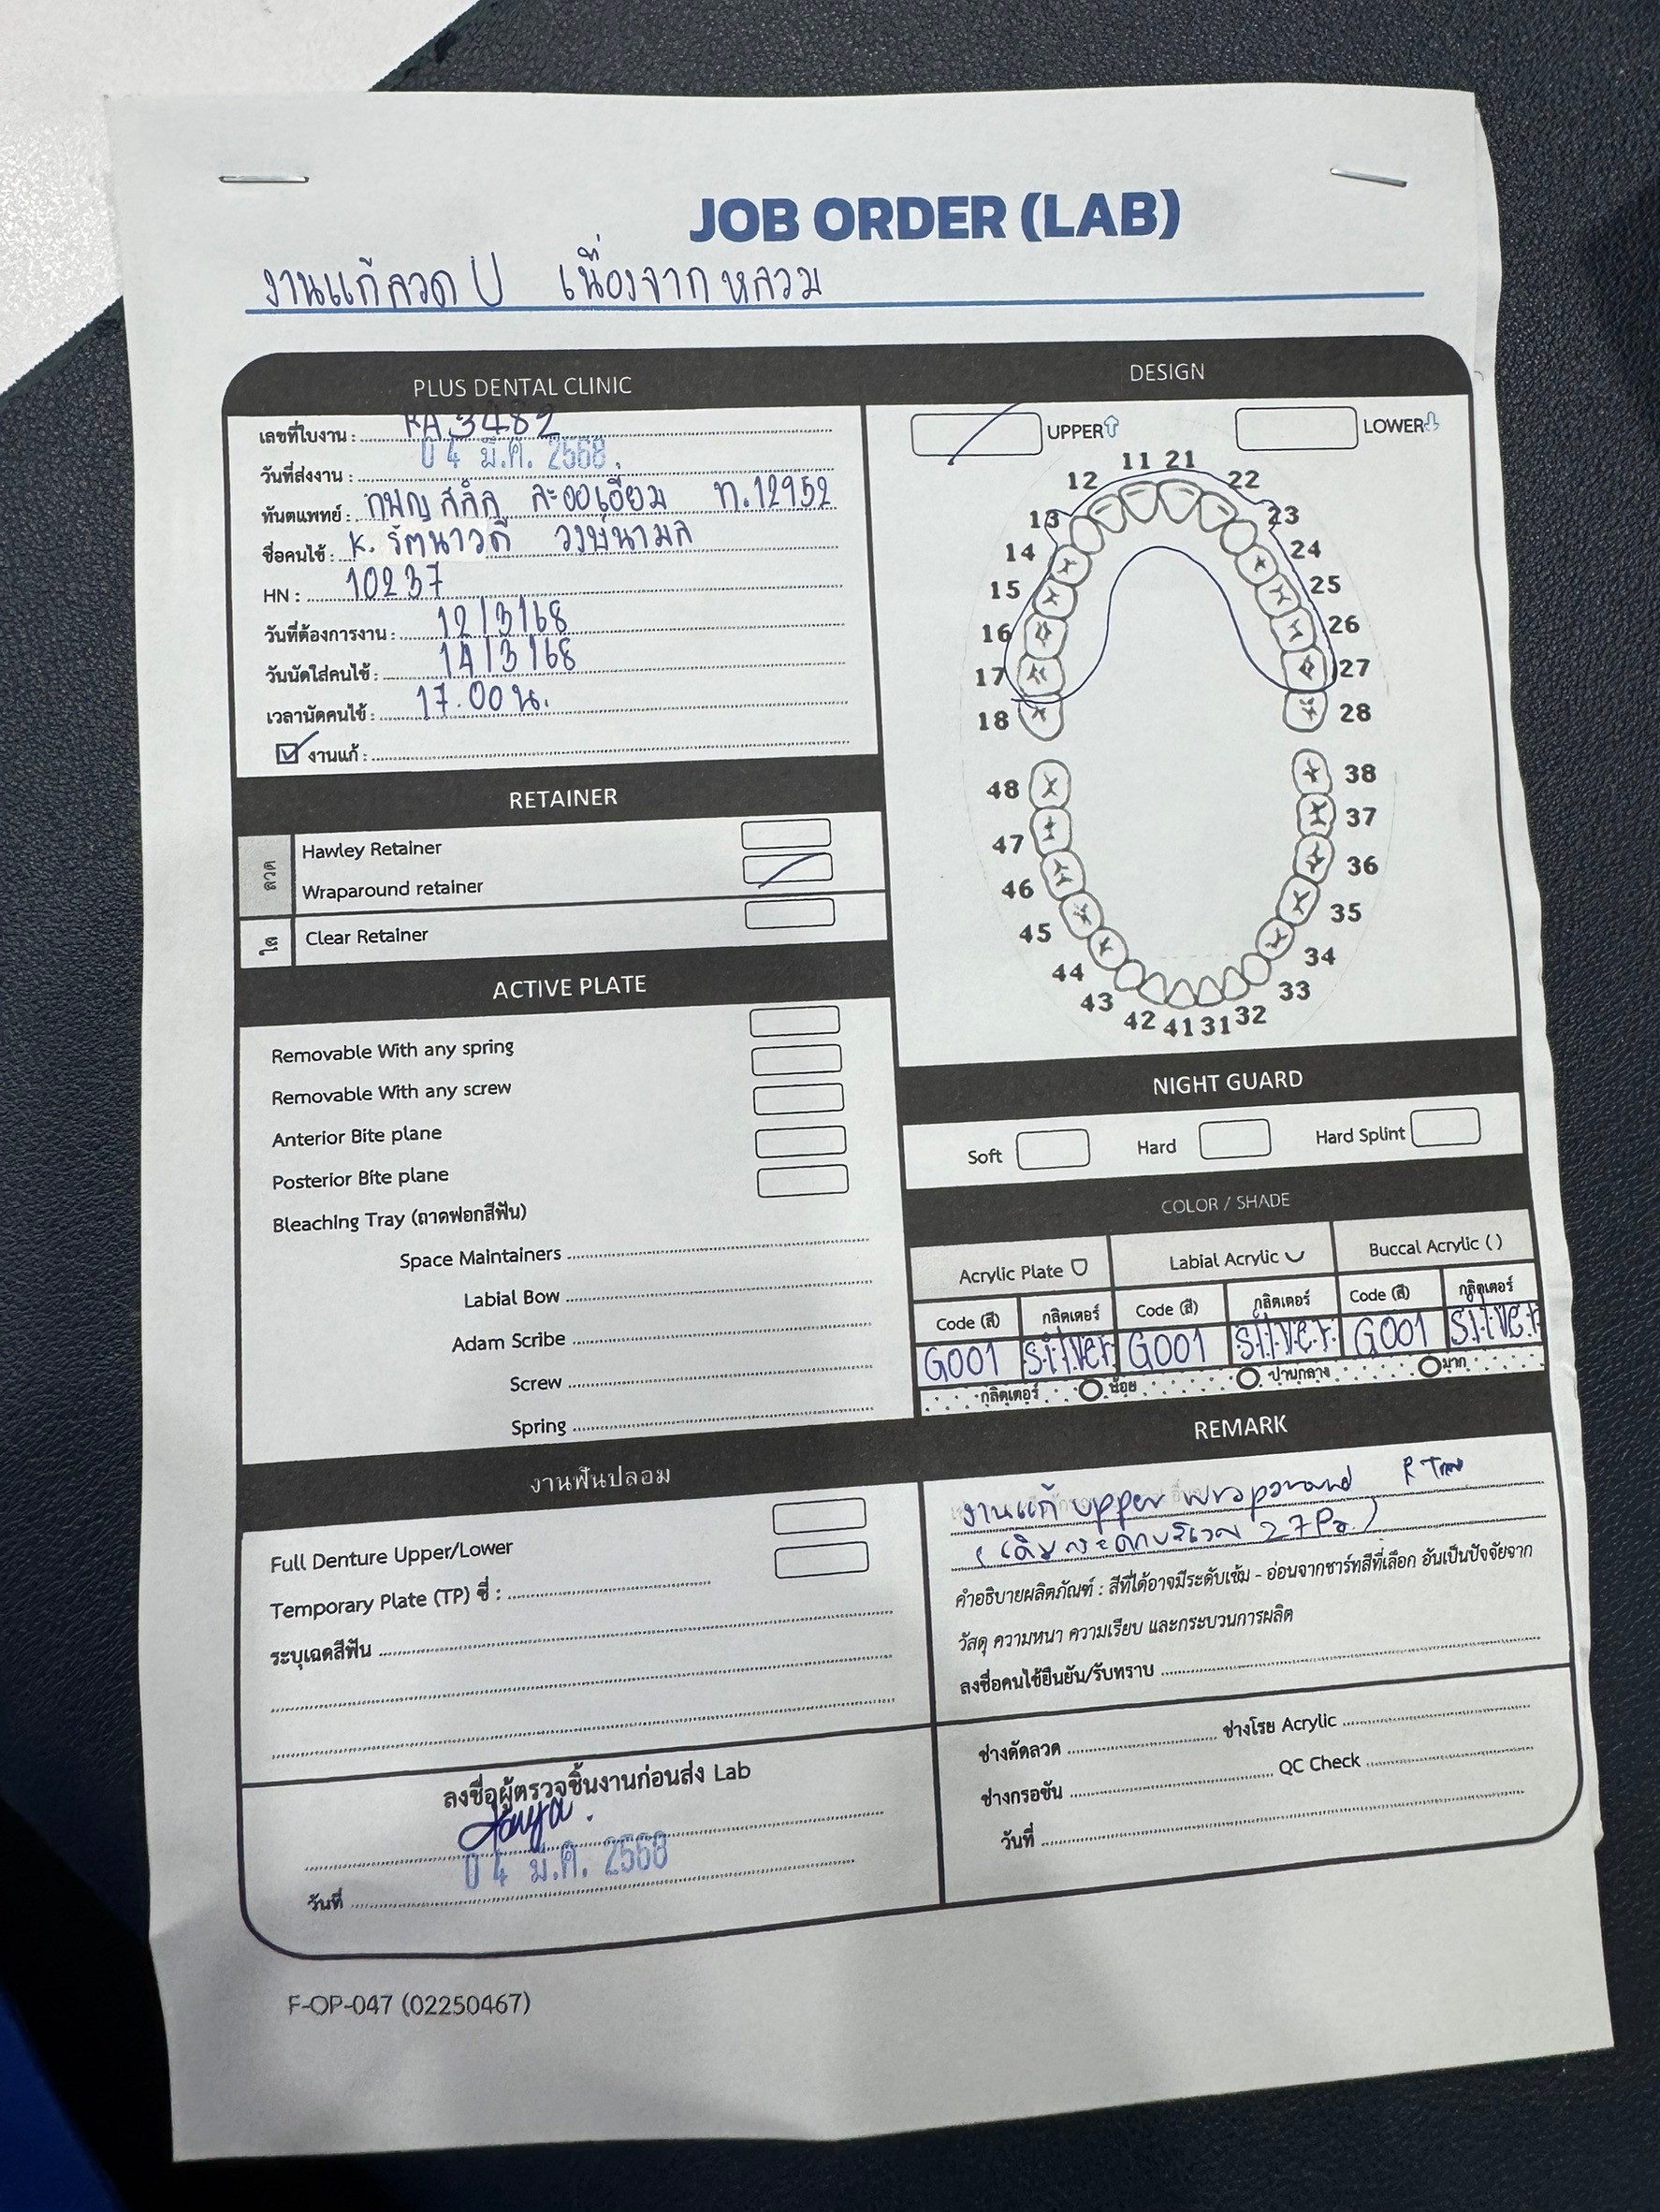 JOB ORDER (LAB)
งานแก้ลวด U เนื่องจากหลวม
PLUS DENTAL CLINIC
เลขที่ใบงาน : RA 3482
วันที่ส่งงาน : 04 มี.ค. 2568
ทันตแพทย์ : ละออเอี่ยม ท.12952
ชื่อคนไข้ : K. รัตนาวดี วงษ์นามล
HN : 10237
วันที่ต้องการงาน : 12/3/68
วันนัดใส่คนไข้ : 14/3/68
เวลานัดคนไข้ : 17.00 น.
งานแก้ :
DESIGN
UPPER
LOWER
11 21
12 22
13 23
14 24
15 25
16 26
17 27
18 28
48 38
47 37
46 36
45 35
44 34
43 33
42 41 31 32
RETAINER
ลวด
Hawley Retainer
Wraparound retainer
ใส
Clear Retainer
ACTIVE PLATE
Removable With any spring
Removable With any screw
Anterior Bite plane
Posterior Bite plane
Bleaching Tray (ถาดฟอกสีฟัน)
Space Maintainers
Labial Bow
Adam Scribe
Screw
Spring
NIGHT GUARD
Soft Hard Hard Splint
COLOR / SHADE
Acrylic Plate Labial Acrylic Buccal Acrylic ( )
Code (สี) กลิตเตอร์ Code (สี) กลิตเตอร์ Code (สี) กลิตเตอร์
G001 silver G001 silver G001 silver
กลิตเตอร์ น้อย ปานกลาง มาก
งานฟันปลอม
Full Denture Upper/Lower
Temporary Plate (TP) ซี่ :
ระบุเฉดสีฟัน
REMARK
งานแก้ upper wraparound
27
คำอธิบายผลิตภัณฑ์ : สีที่ได้อาจมีระดับเข้ม - อ่อนจากชาร์ทสีที่เลือก อันเป็นปัจจัยจาก
วัสดุ ความหนา ความเรียบ และกระบวนการผลิต
ลงชื่อคนไข้ยืนยัน/รับทราบ
ลงชื่อผู้ตรวจชิ้นงานก่อนส่ง Lab
04 มี.ค. 2568
วันที่
ช่างดัดลวด ช่างโรย Acrylic
ช่างกรอขัน QC Check
วันที่
F-OP-047 (02250467)